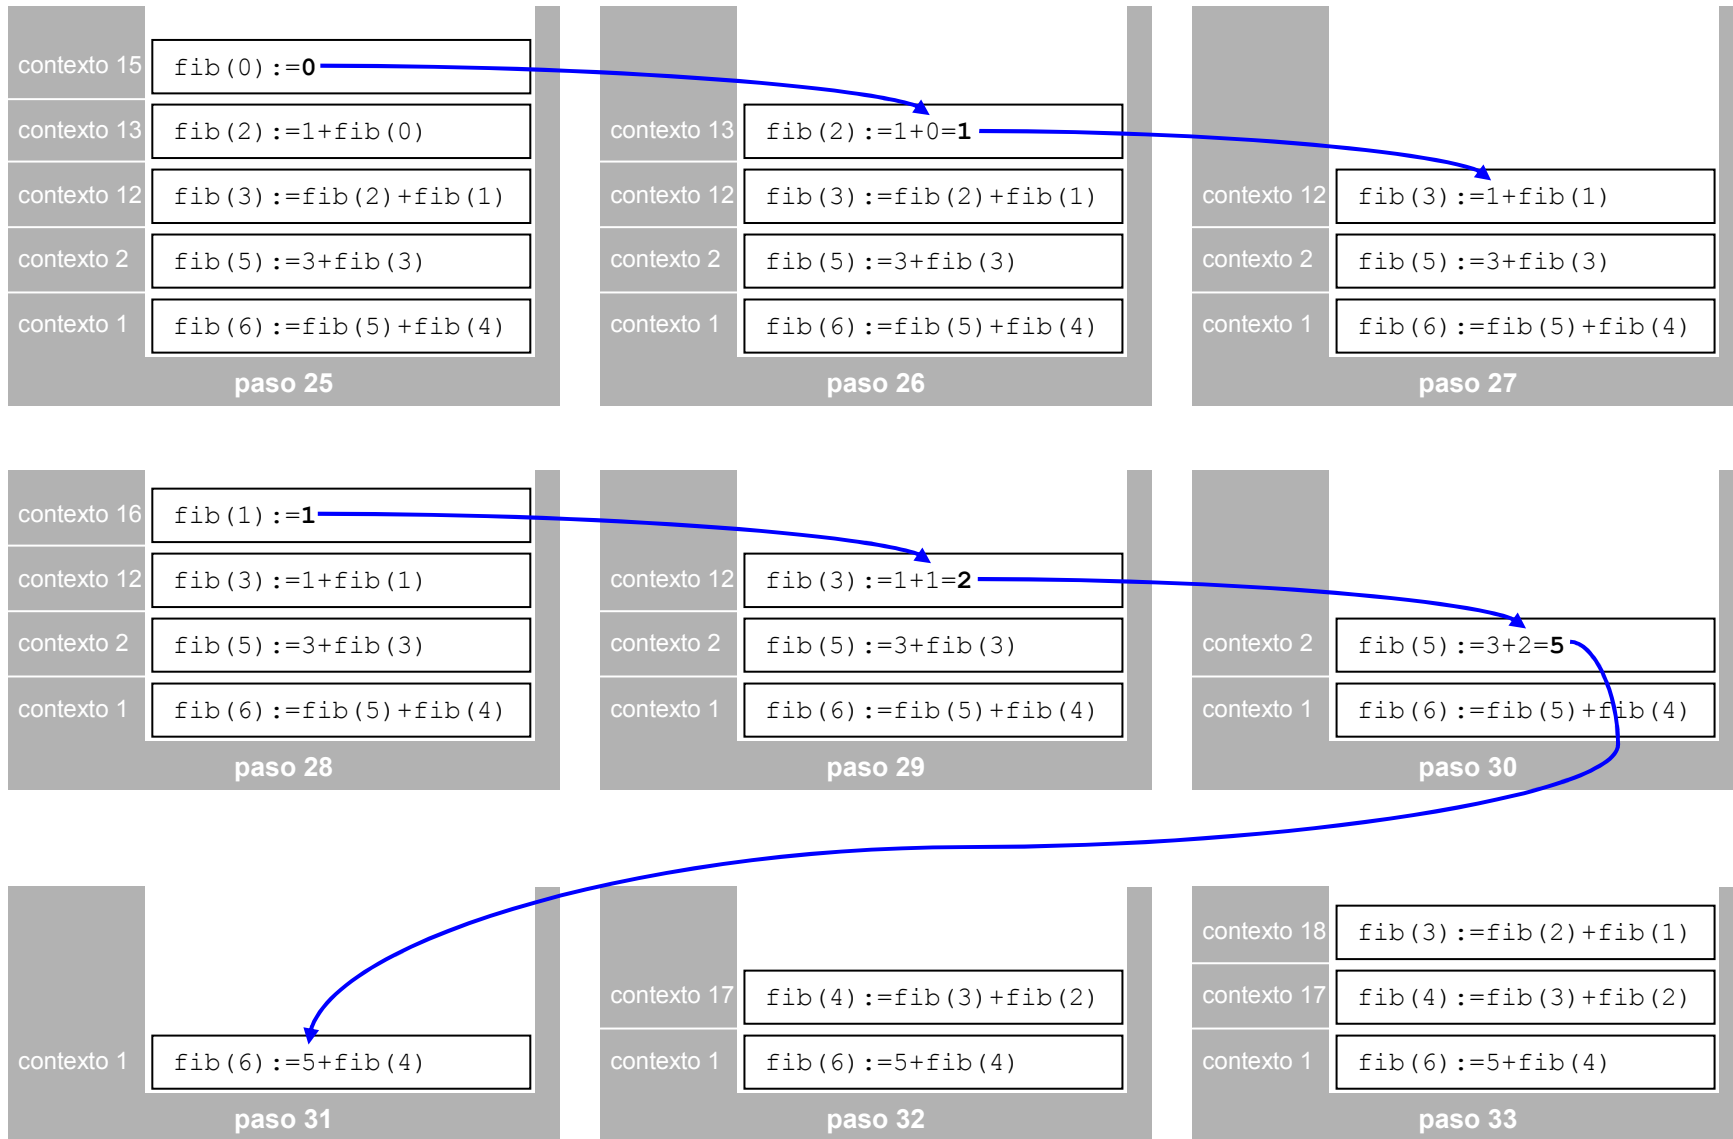 contexto 15 fib(0):=0
contexto 13 fib(2):=1+fib(0)
contexto 12 fib(3):=fib(2)+fib(1)
contexto 2 fib(5):=3+fib(3)
contexto 1 fib(6):=fib(5)+fib(4)
paso 25
contexto 13 fib(2):=1+0=1
contexto 12 fib(3):=fib(2)+fib(1)
contexto 2 fib(5):=3+fib(3)
contexto 1 fib(6):=fib(5)+fib(4)
paso 26
contexto 12 fib(3):=1+fib(1)
contexto 2 fib(5):=3+fib(3)
contexto 1 fib(6):=fib(5)+fib(4)
paso 27
contexto 16 fib(1):=1
contexto 12 fib(3):=1+fib(1)
contexto 2 fib(5):=3+fib(3)
contexto 1 fib(6):=fib(5)+fib(4)
paso 28
contexto 12 fib(3):=1+1=2
contexto 2 fib(5):=3+fib(3)
contexto 1 fib(6):=fib(5)+fib(4)
paso 29
contexto 2 fib(5):=3+2=5
contexto 1 fib(6):=fib(5)+fib(4)
paso 30
contexto 1 fib(6):=5+fib(4)
paso 31
contexto 17 fib(4):=fib(3)+fib(2)
contexto 1 fib(6):=5+fib(4)
paso 32
contexto 18 fib(3):=fib(2)+fib(1)
contexto 17 fib(4):=fib(3)+fib(2)
contexto 1 fib(6):=5+fib(4)
paso 33